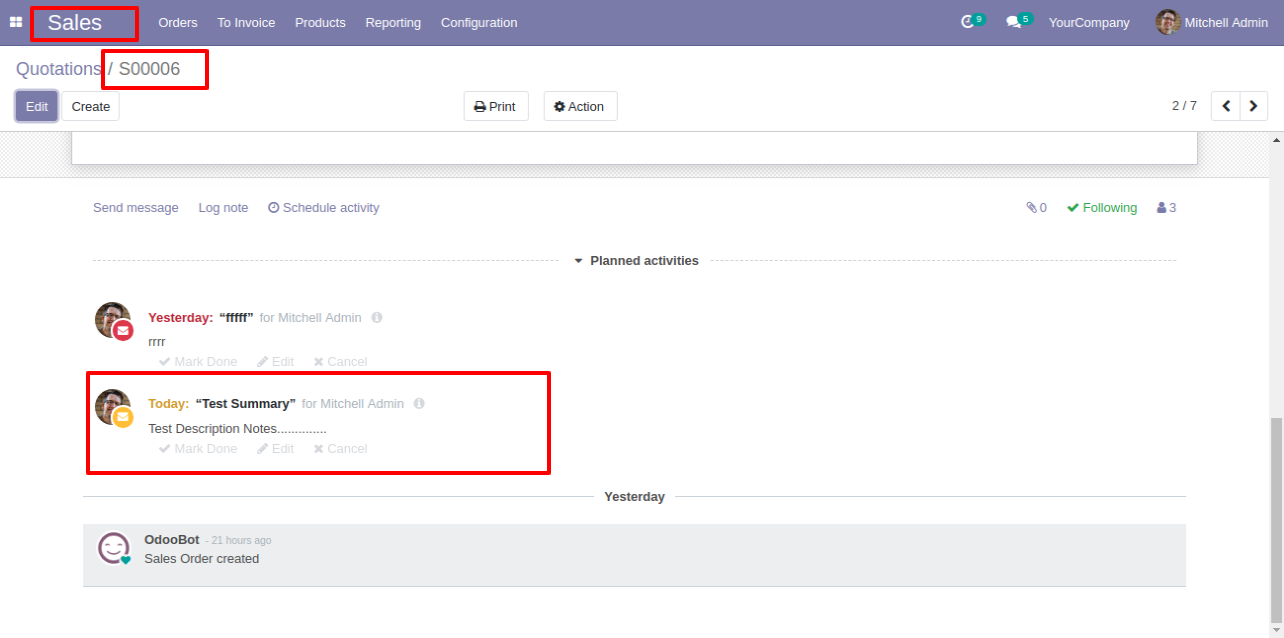 Sales Orders To Invoice Products Reporting Configuration 9 5 YourCompany Mitchell Admin
Quotations / S00006
Edit Create Print Action 2 / 7
Send message Log note Schedule activity 0 Following 3
Planned activities
Yesterday: “fffff” for Mitchell Admin
rrrr
Mark Done Edit Cancel
Today: “Test Summary” for Mitchell Admin
Test Description Notes..............
Mark Done Edit Cancel
Yesterday
OdooBot - 21 hours ago
Sales Order created